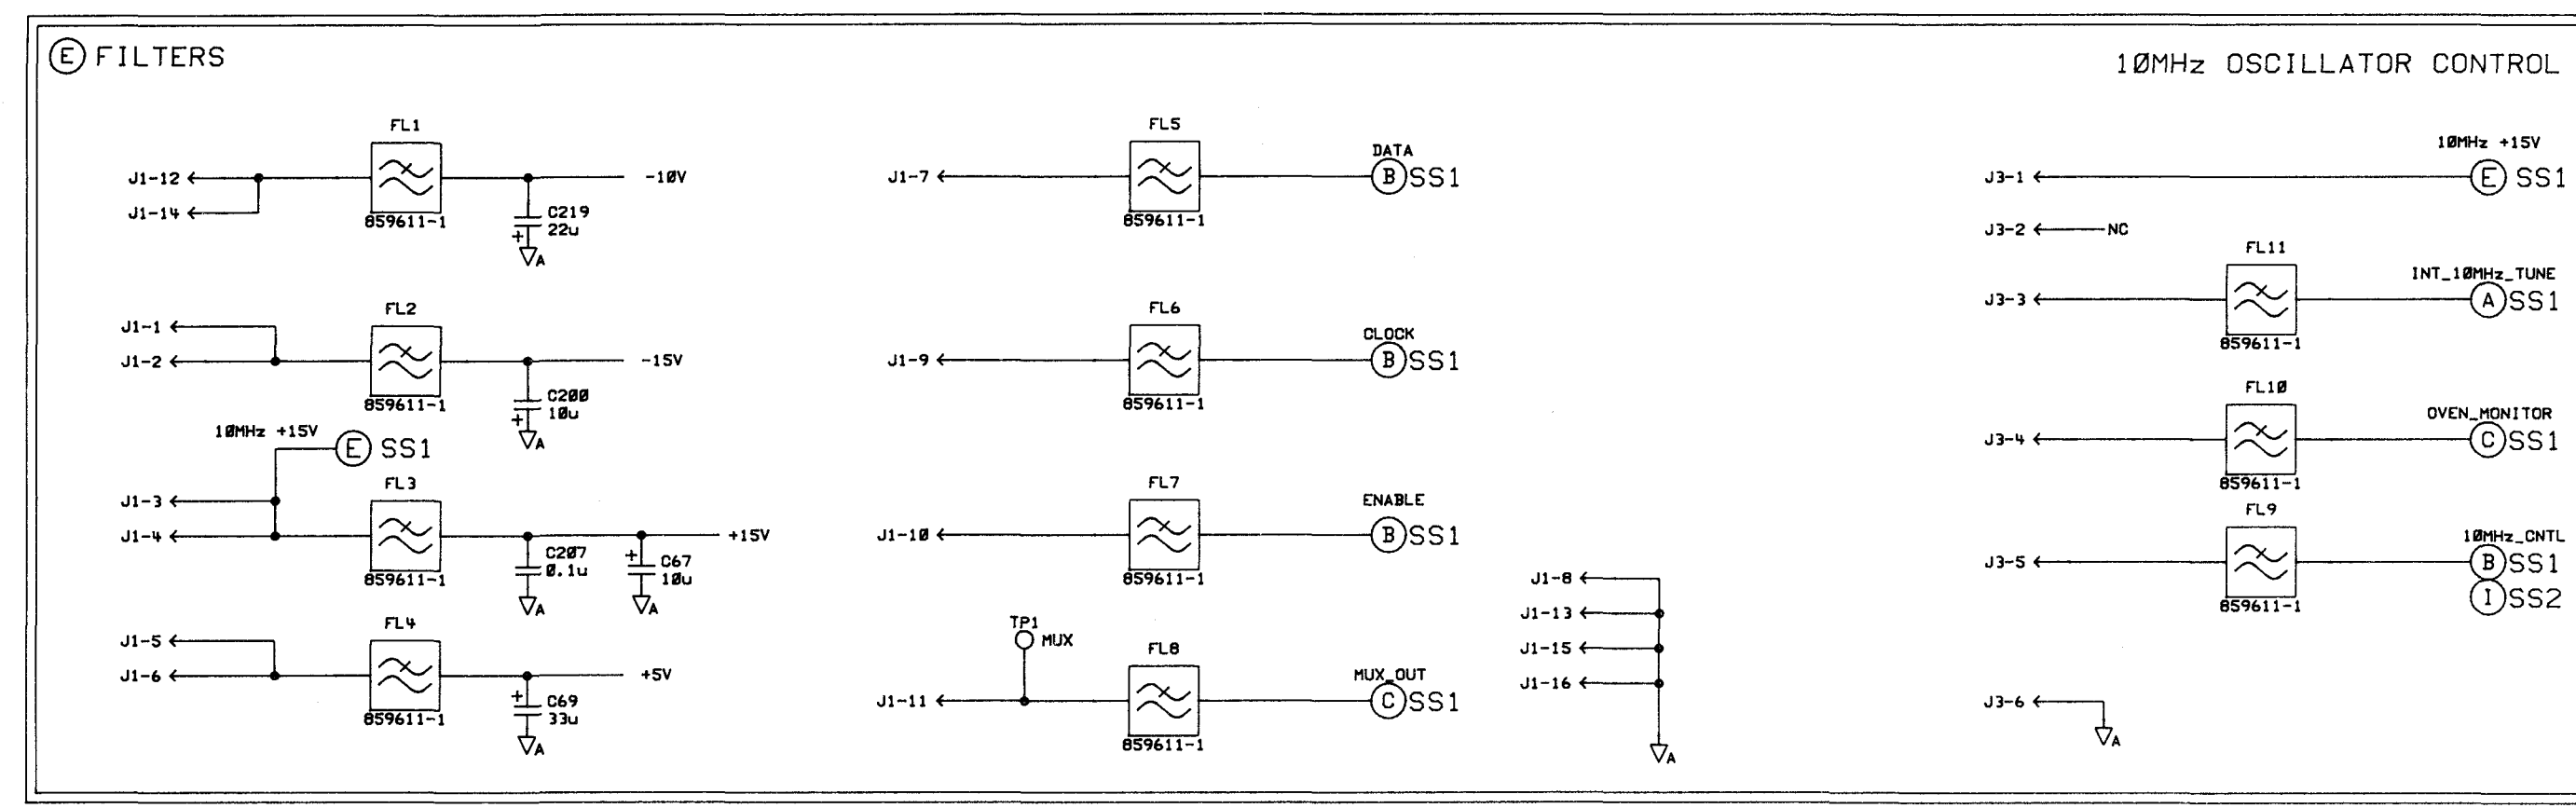 E FILTERS
10MHz OSCILLATOR CONTROL
FL1
J1-12
J1-14
859611-1
-10V
C219
+
22u
A
FL2
J1-1
J1-2
859611-1
-15V
C200
+
10u
A
10MHz +15V
E SS1
FL3
J1-3
J1-4
859611-1
+15V
C207
0.1u
A
+
C67
10u
A
FL4
J1-5
J1-6
859611-1
+5V
+
C69
33u
A
FL5
J1-7
859611-1
DATA
B SS1
FL6
J1-9
859611-1
CLOCK
B SS1
FL7
J1-10
859611-1
ENABLE
B SS1
TP1
MUX
FL8
J1-11
859611-1
MUX_OUT
C SS1
J1-8
J1-13
J1-15
J1-16
A
10MHz +15V
J3-1
E SS1
J3-2
NC
FL11
J3-3
859611-1
INT_10MHz_TUNE
A SS1
FL10
J3-4
859611-1
OVEN_MONITOR
C SS1
FL9
J3-5
859611-1
10MHz_CNTL
B SS1
I SS2
J3-6
A